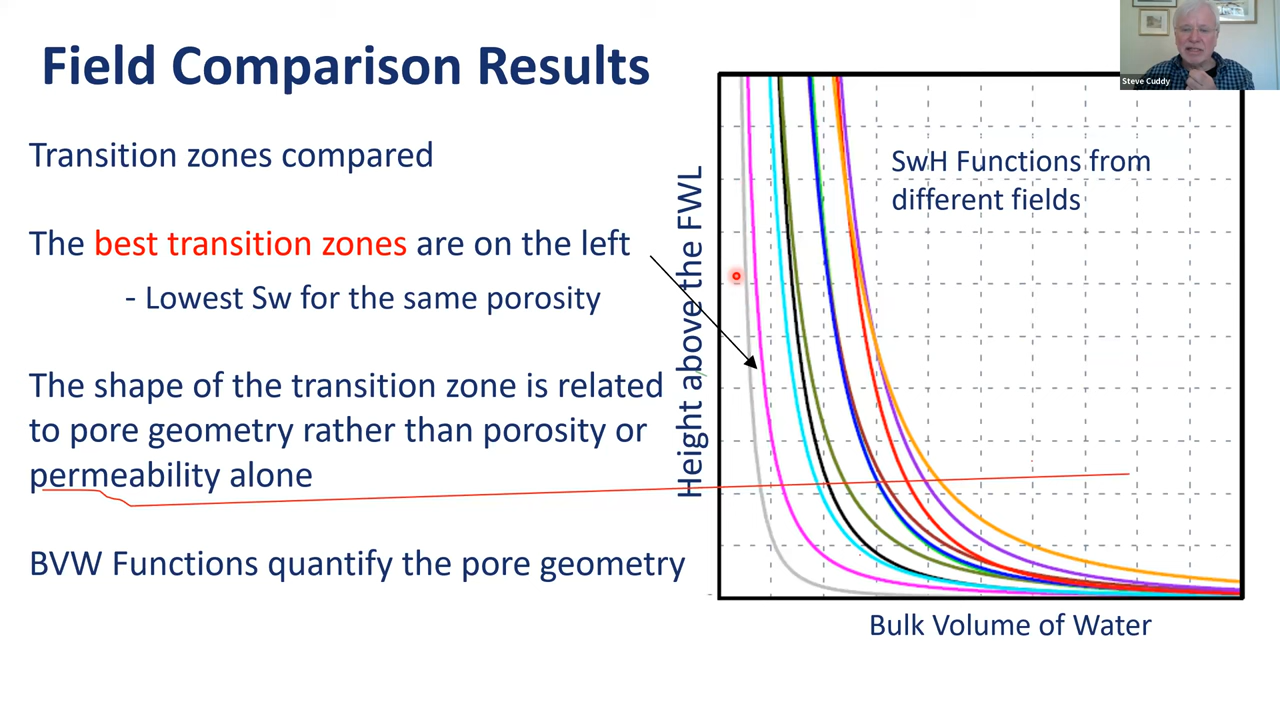 Field Comparison Results
Steve Cuddy
Transition zones compared
The best transition zones are on the left
- Lowest Sw for the same porosity
The shape of the transition zone is related
to pore geometry rather than porosity or
permeability alone
BVW Functions quantify the pore geometry
SwH Functions from
different fields
Height above the FWL
Bulk Volume of Water